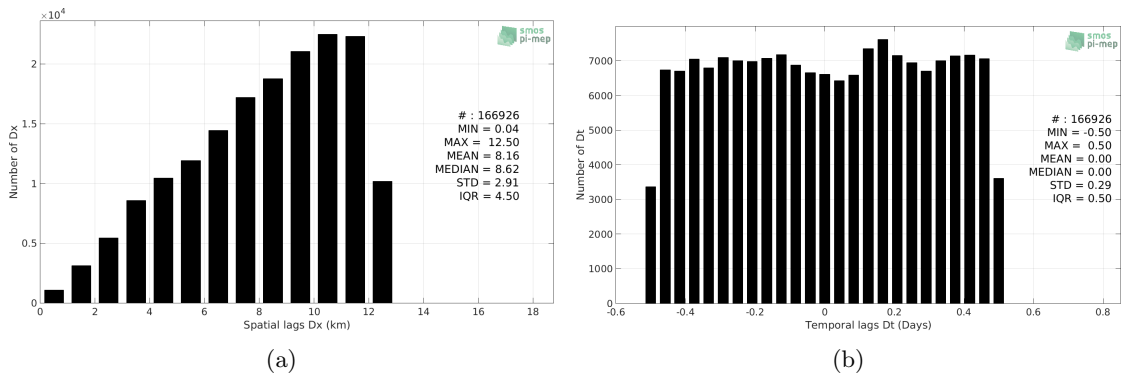 ×10⁴
smos
pi-mep
2
1.5
1
0.5
0
Number of Dx
# : 166926
MIN = 0.04
MAX = 12.50
MEAN = 8.16
MEDIAN = 8.62
STD = 2.91
IQR = 4.50
0 2 4 6 8 10 12 14 16 18
Spatial lags Dx (km)
(a)
smos
pi-mep
7000
6000
5000
4000
3000
2000
1000
0
Number of Dt
# : 166926
MIN = -0.50
MAX = 0.50
MEAN = 0.00
MEDIAN = 0.00
STD = 0.29
IQR = 0.50
-0.6 -0.4 -0.2 0 0.2 0.4 0.6 0.8
Temporal lags Dt (Days)
(b)